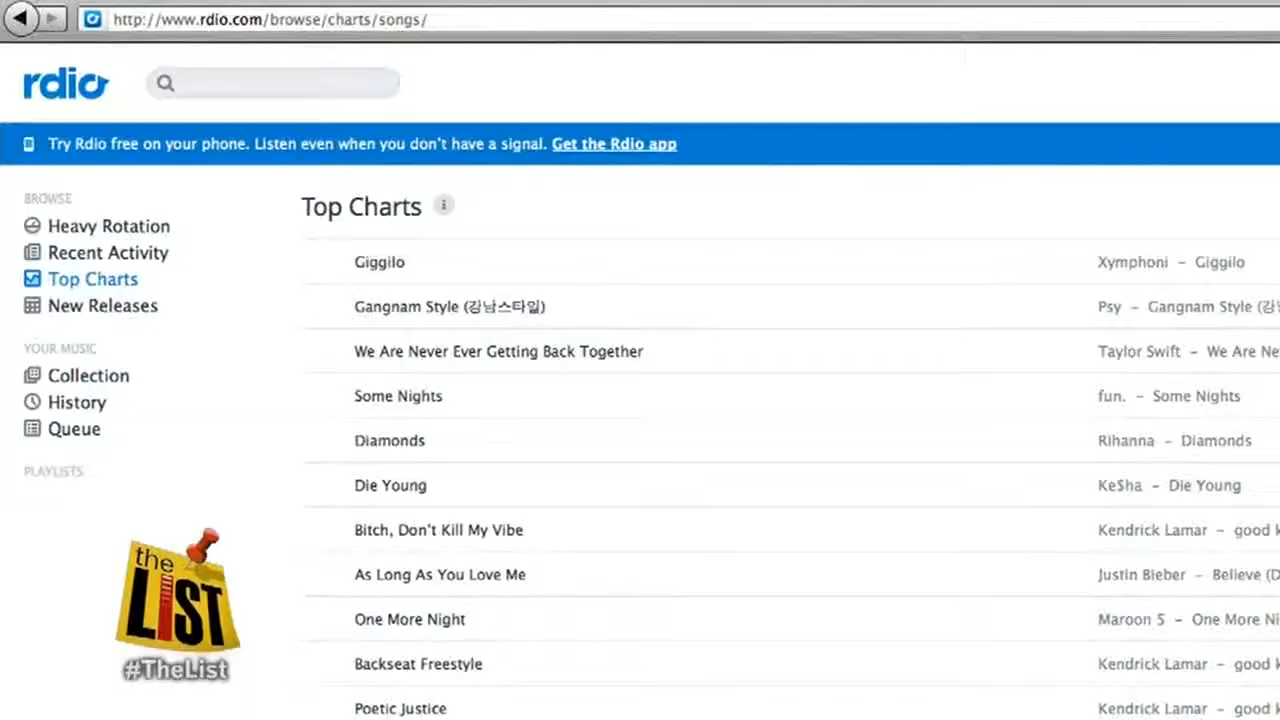 http://www.rdio.com/browse/charts/songs/
rdio
Try Rdio free on your phone. Listen even when you don't have a signal. Get the Rdio app
BROWSE
Heavy Rotation
Recent Activity
Top Charts
New Releases
YOUR MUSIC
Collection
History
Queue
PLAYLISTS
the
LIST
#TheList
Top Charts i
Giggilo Xymphoni – Giggilo
Gangnam Style (강남스타일) Psy – Gangnam Style (강
We Are Never Ever Getting Back Together Taylor Swift – We Are Ne
Some Nights fun. – Some Nights
Diamonds Rihanna – Diamonds
Die Young Ke$ha – Die Young
Bitch, Don't Kill My Vibe Kendrick Lamar – good k
As Long As You Love Me Justin Bieber – Believe (D
One More Night Maroon 5 – One More Ni
Backseat Freestyle Kendrick Lamar – good k
Poetic Justice Kendrick Lamar – good k